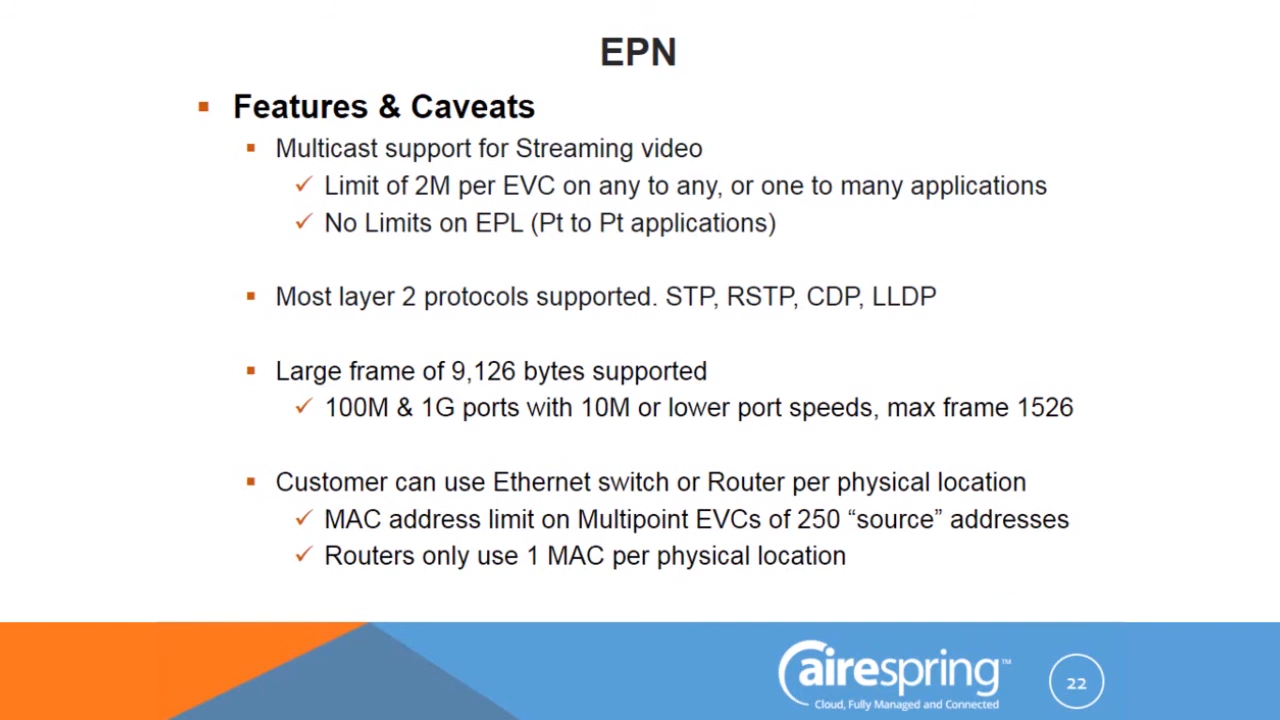 EPN
Features & Caveats
Multicast support for Streaming video
Limit of 2M per EVC on any to any, or one to many applications
No Limits on EPL (Pt to Pt applications)
Most layer 2 protocols supported. STP, RSTP, CDP, LLDP
Large frame of 9,126 bytes supported
100M & 1G ports with 10M or lower port speeds, max frame 1526
Customer can use Ethernet switch or Router per physical location
MAC address limit on Multipoint EVCs of 250 “source” addresses
Routers only use 1 MAC per physical location
airespring™
Cloud, Fully Managed and Connected
22